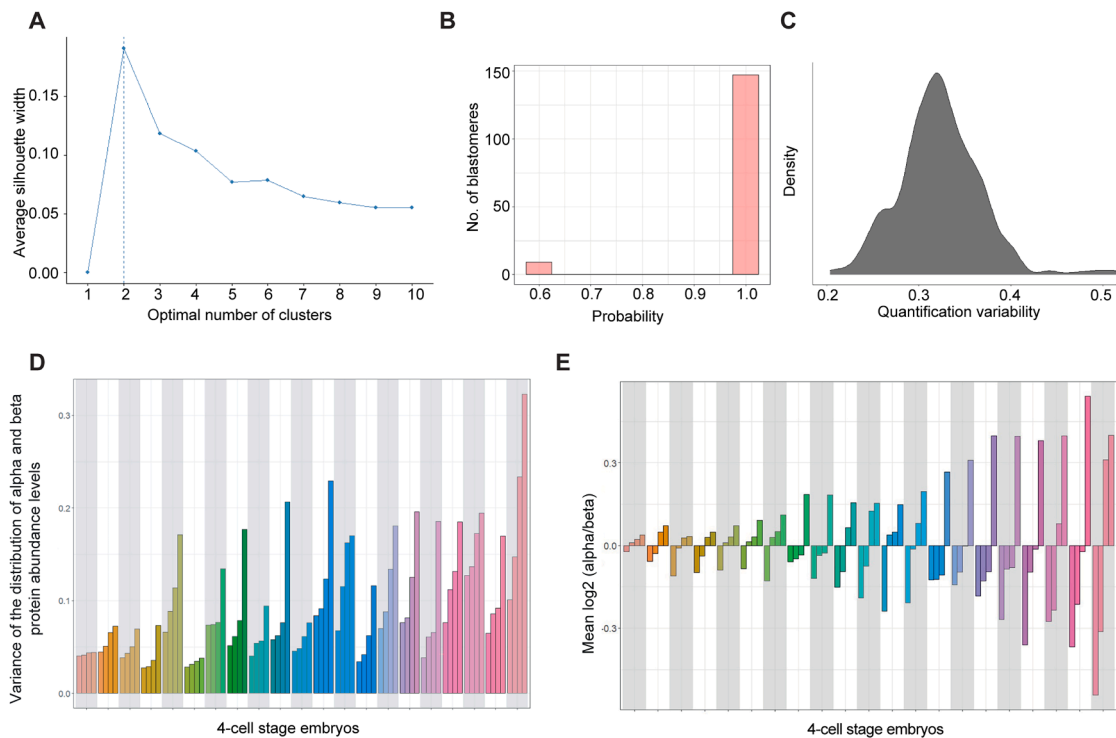 A
Average silhouette width
0.15
0.10
0.05
0.00
1 2 3 4 5 6 7 8 9 10
Optimal number of clusters
B
No. of blastomeres
150
100
50
0
0.6 0.7 0.8 0.9 1.0
Probability
C
Density
0.2 0.3 0.4 0.5
Quantification variability
D
Variance of the distribution of alpha and beta
protein abundance levels
0.3
0.2
0.1
0.0
4-cell stage embryos
E
Mean log2 (alpha/beta)
0.3
0.0
-0.3
4-cell stage embryos